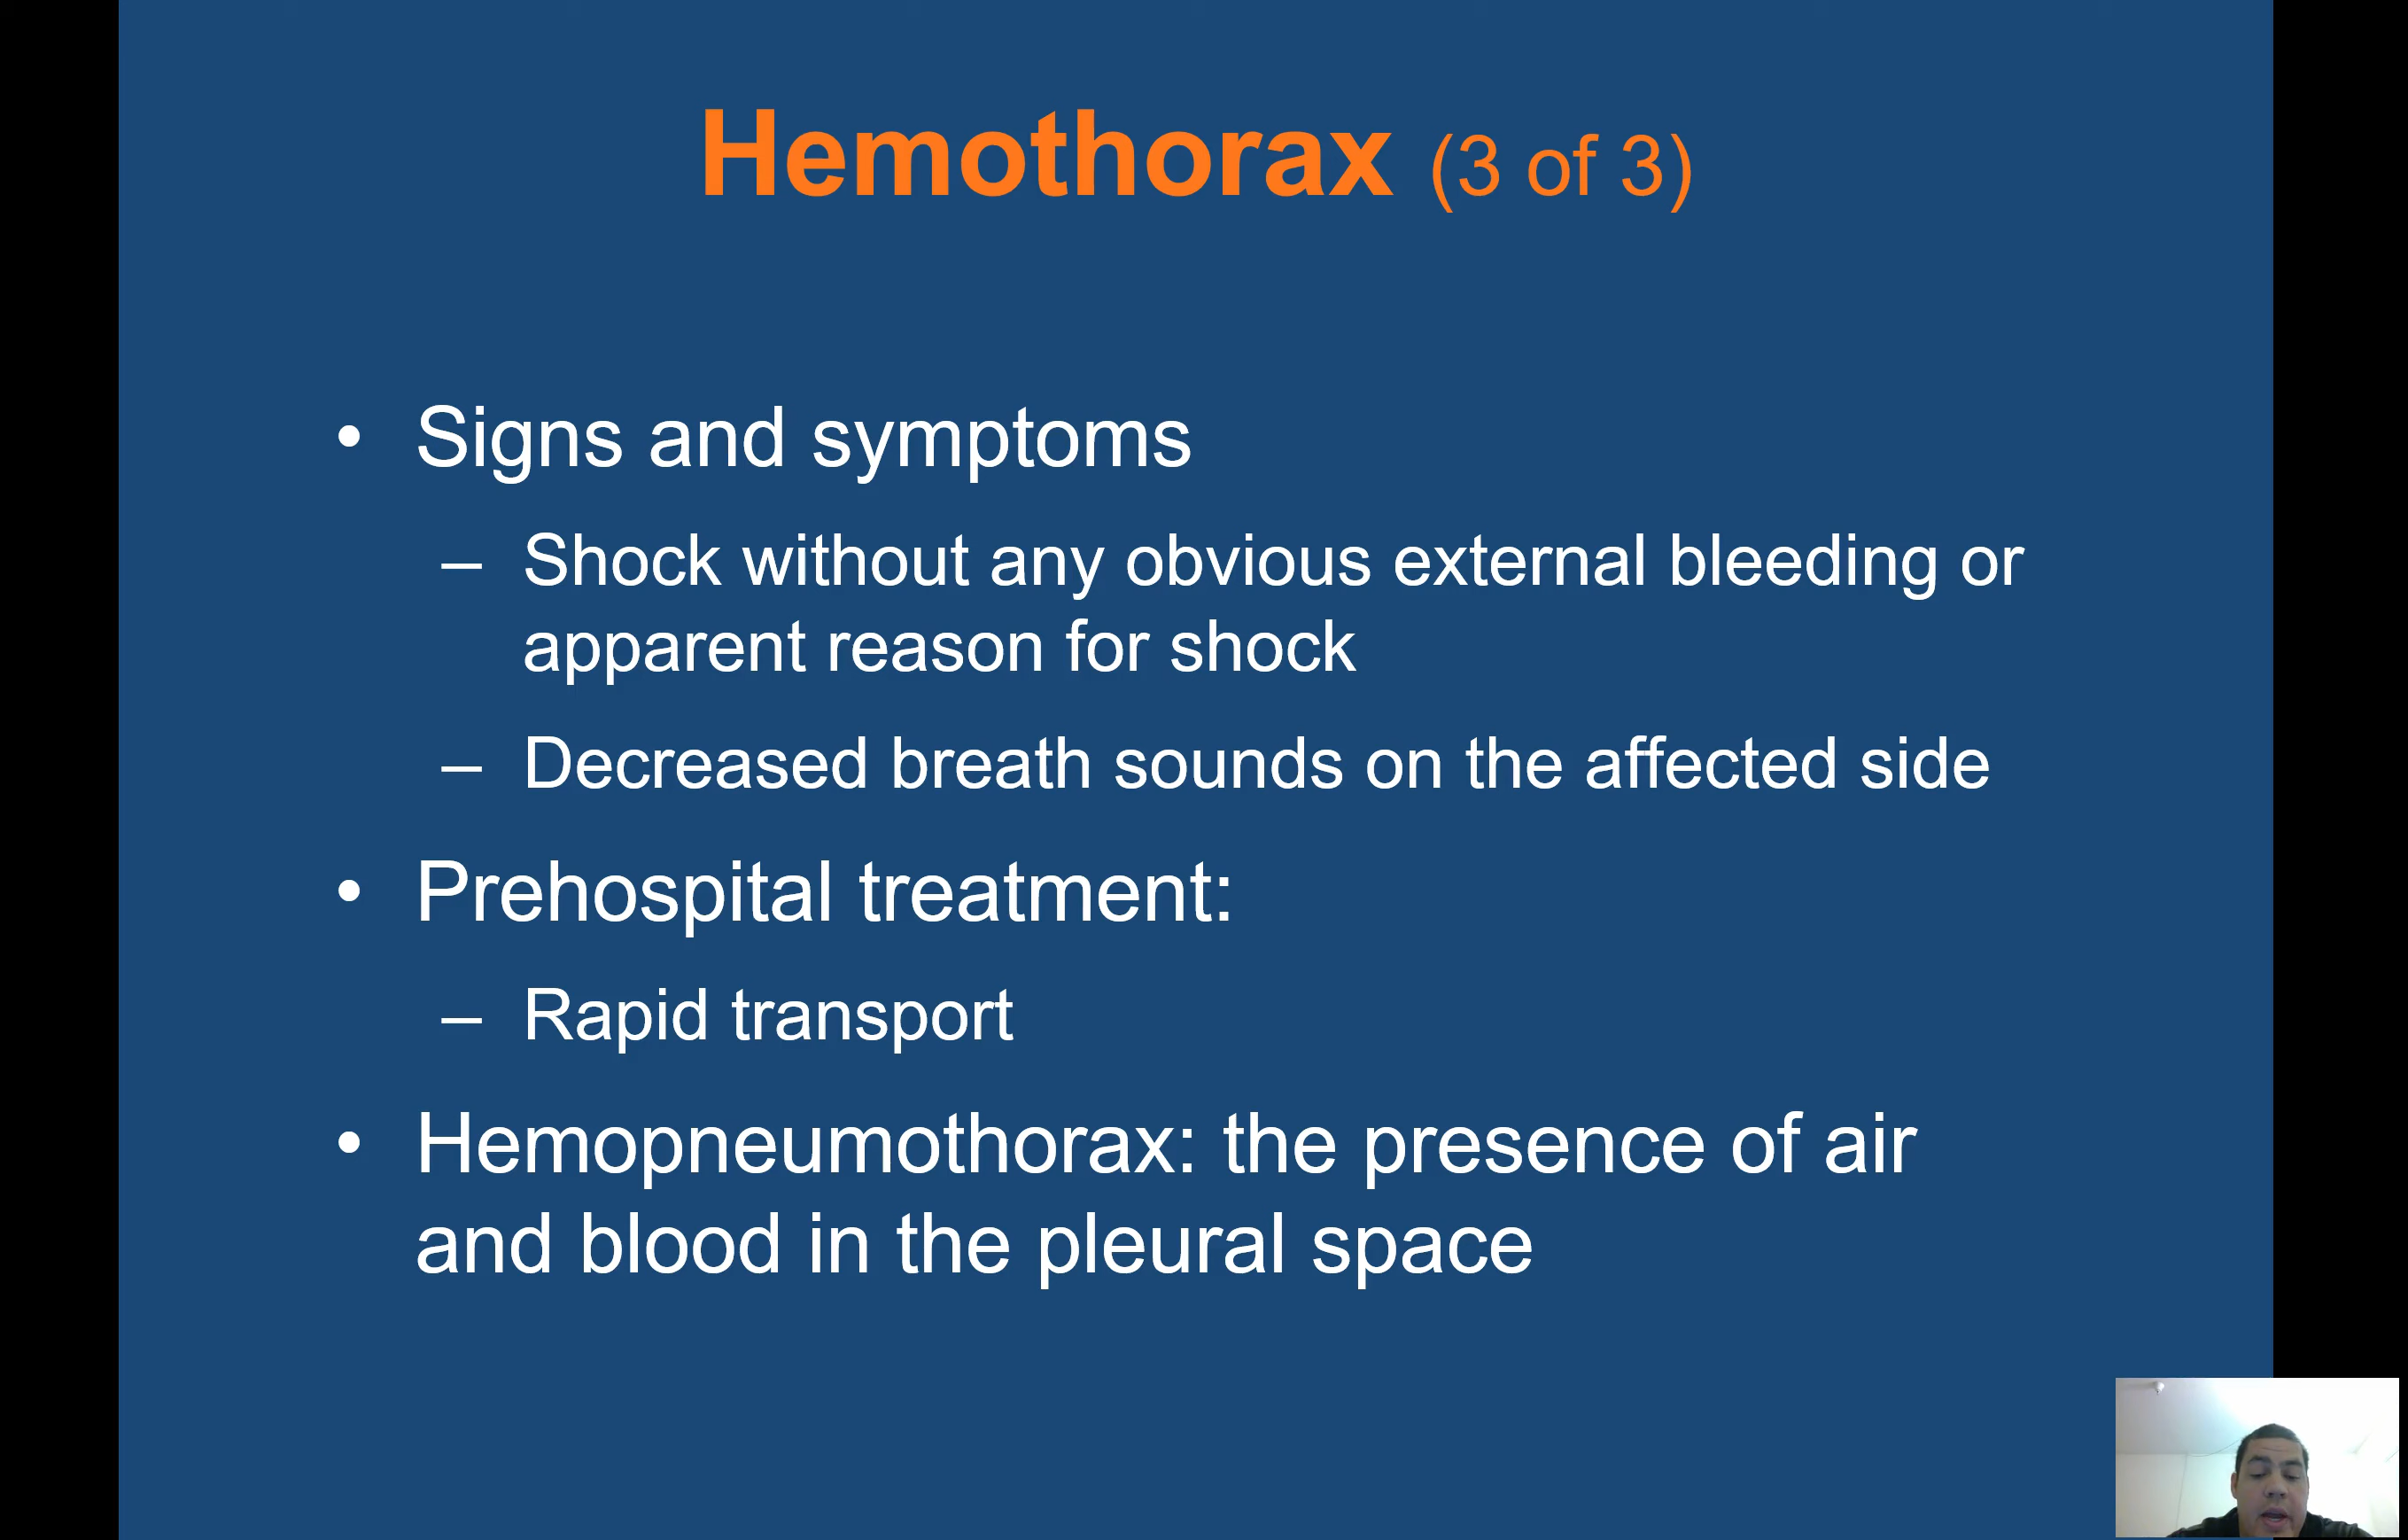 Hemothorax (3 of 3)
• Signs and symptoms
– Shock without any obvious external bleeding or
apparent reason for shock
– Decreased breath sounds on the affected side
• Prehospital treatment:
– Rapid transport
• Hemopneumothorax: the presence of air
and blood in the pleural space